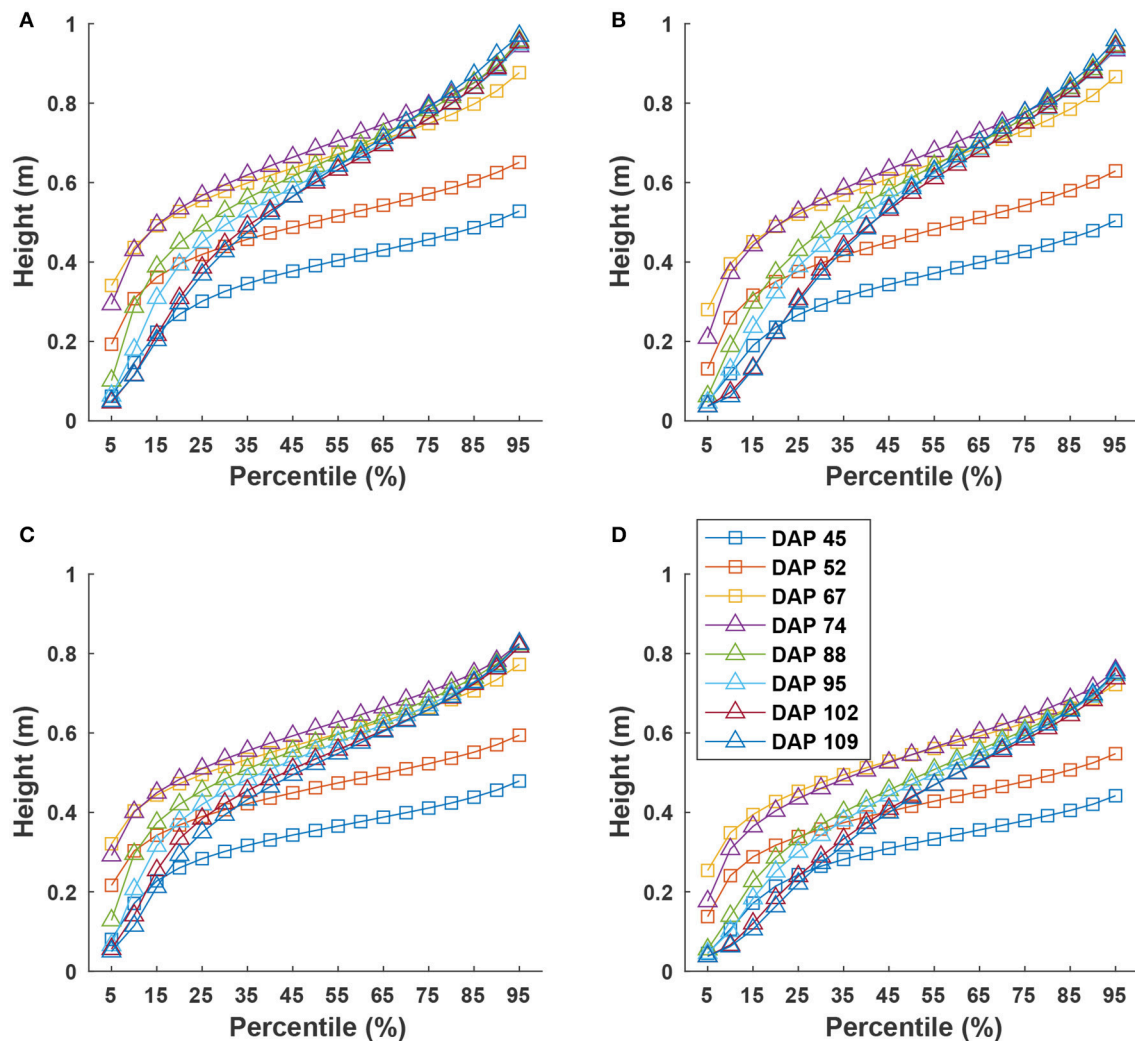 A
Height (m)
1
0.8
0.6
0.4
0.2
0
5 15 25 35 45 55 65 75 85 95
Percentile (%)
B
Height (m)
1
0.8
0.6
0.4
0.2
0
5 15 25 35 45 55 65 75 85 95
Percentile (%)
C
Height (m)
1
0.8
0.6
0.4
0.2
0
5 15 25 35 45 55 65 75 85 95
Percentile (%)
D
Height (m)
1
0.8
0.6
0.4
0.2
0
5 15 25 35 45 55 65 75 85 95
Percentile (%)
DAP 45
DAP 52
DAP 67
DAP 74
DAP 88
DAP 95
DAP 102
DAP 109